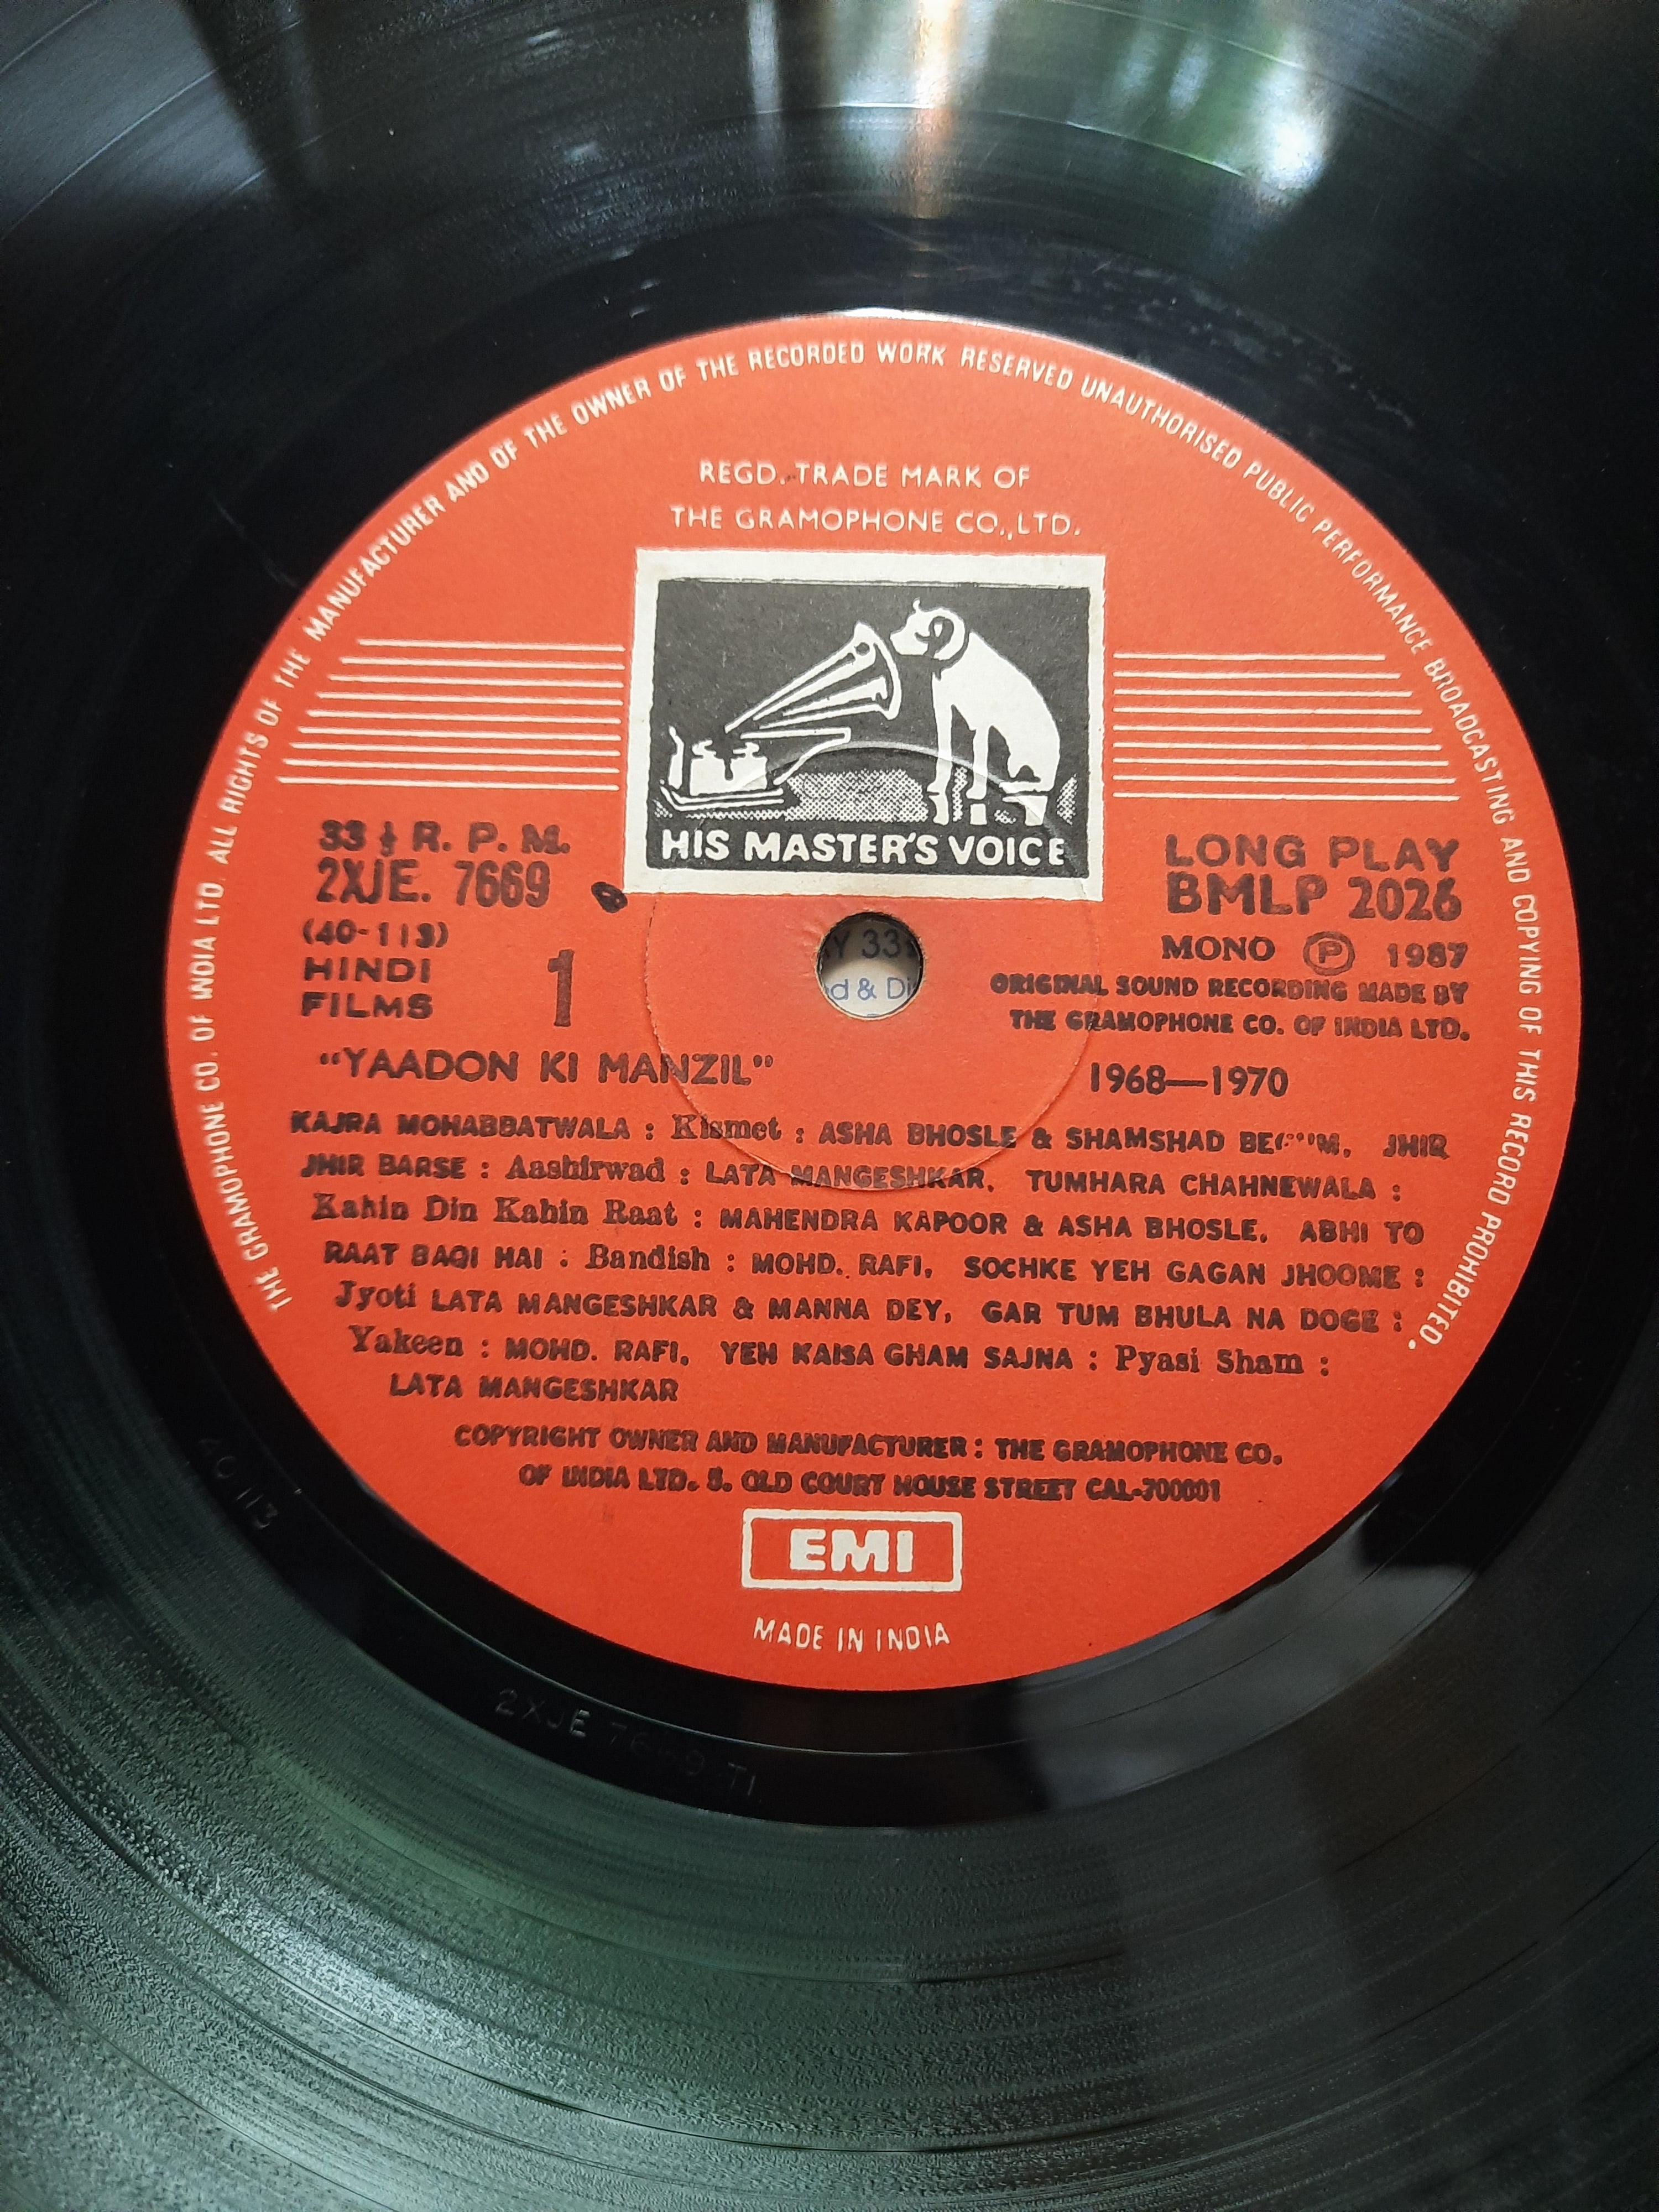 THE GRAMOPHONE CO. OF INDIA LTD. ALL RIGHTS OF THE MANUFACTURER AND OF THE OWNER OF THE RECORDED WORK RESERVED UNAUTHORISED PUBLIC PERFORMANCE BROADCASTING AND COPYING OF THIS RECORD PROHIBITED.
REGD. TRADE MARK OF
THE GRAMOPHONE CO., LTD.
HIS MASTER'S VOICE
33⅓ R. P. M.
2XJE. 7669
(40-113)
HINDI
FILMS
1
LONG PLAY
BMLP 2026
MONO Ⓟ 1987
ORIGINAL SOUND RECORDING MADE BY
THE GRAMOPHONE CO. OF INDIA LTD.
Y 33
d & Di
"YAADON KI MANZIL" 1968—1970
KAJRA MOHABBATWALA : Kismet : ASHA BHOSLE & SHAMSHAD JHIR
JHIR BARSE : Aashirwad : LATA MANGESHKAR. TUMHARA CHAHNEWALA :
Kahin Din Kahin Raat : MAHENDRA KAPOOR & ASHA BHOSLE. ABHI TO
RAAT BAQI HAI : Bandish : MOHD. RAFI. SOCHKE YEH GAGAN JHOOME :
Jyoti LATA MANGESHKAR & MANNA DEY, GAR TUM BHULA NA DOGE :
Yakeen : MOHD. RAFI. YEH KAISA GHAM SAJNA : Pyasi Sham :
LATA MANGESHKAR
COPYRIGHT OWNER AND MANUFACTURER : THE GRAMOPHONE CO.
OF INDIA LTD. 5. OLD COURT HOUSE STREET CAL-700001
EMI
MADE IN INDIA
40113
2XJE 7669 T1